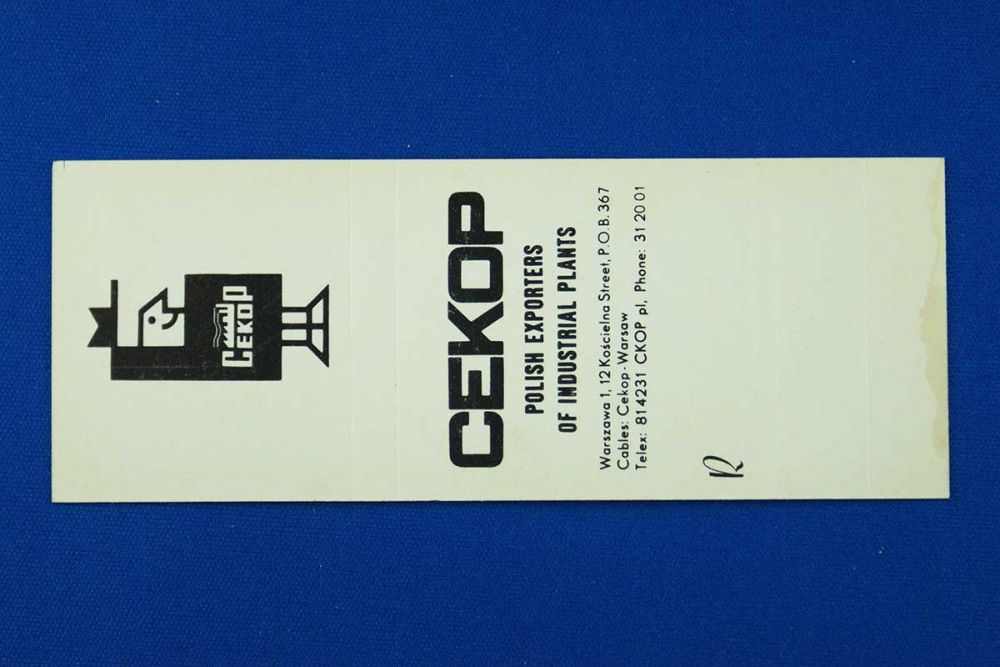 CEKOP
CEKOP
POLISH EXPORTERS
OF INDUSTRIAL PLANTS
Warszawa 1, 12 Kościelna Street, P.O.B. 367
Cables: Cekop-Warsaw
Telex: 814231 CKOP pl, Phone: 31 20 01
R